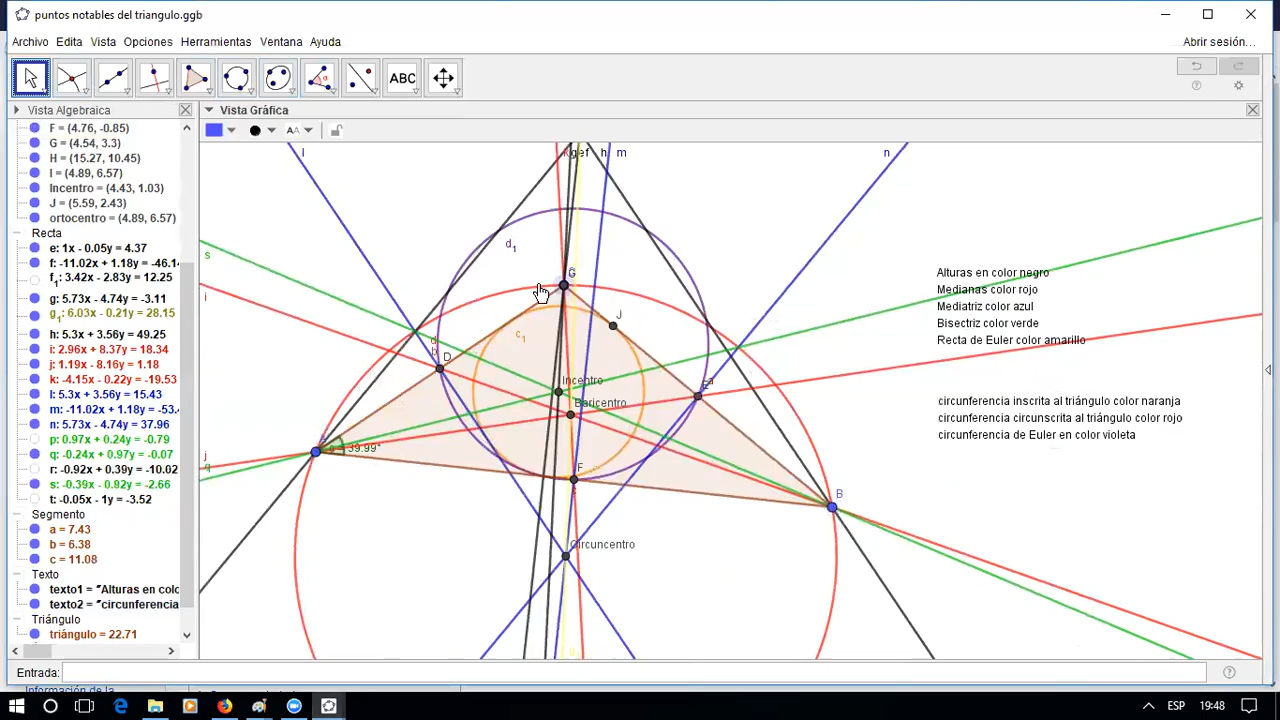 puntos notables del triangulo.ggb
Archivo Edita Vista Opciones Herramientas Ventana Ayuda
Abrir sesión...
ABC
Vista Algebraica
Vista Gráfica
AA
F = (4.76, -0.85)
G = (4.54, 3.3)
H = (15.27, 10.45)
I = (4.89, 6.57)
Incentro = (4.43, 1.03)
J = (5.59, 2.43)
ortocentro = (4.89, 6.57)
Recta
e: 1x - 0.05y = 4.37
f: -11.02x + 1.18y = -46.14
f₁: 3.42x - 2.83y = 12.25
g: 5.73x - 4.74y = -3.11
g₁: 6.03x - 0.21y = 28.15
h: 5.3x + 3.56y = 49.25
i: 2.96x + 8.37y = 18.34
j: 1.19x - 8.16y = 1.18
k: -4.15x - 0.22y = -19.53
l: 5.3x + 3.56y = 15.43
m: -11.02x + 1.18y = -53.4
n: 5.73x - 4.74y = 37.96
p: 0.97x + 0.24y = -0.79
q: -0.24x + 0.97y = -0.07
r: -0.92x + 0.39y = -10.02
s: -0.39x - 0.92y = -2.66
t: -0.05x - 1y = -3.52
Segmento
a = 7.43
b = 6.38
c = 11.08
Texto
texto1 = "Alturas en colo
texto2 = "circunferencia
Triángulo
triángulo = 22.71
l
h
m
n
s
i
j
q
d₁
c₁
G
J
D
E
a
Incentro
Baricentro
39.99°
F
B
Circuncentro
Alturas en color negro
Medianas color rojo
Mediatriz color azul
Bisectriz color verde
Recta de Euler color amarillo
circunferencia inscrita al triángulo color naranja
circunferencia circunscrita al triángulo color rojo
circunferencia de Euler en color violeta
Entrada:
Información de la
ESP 19:48